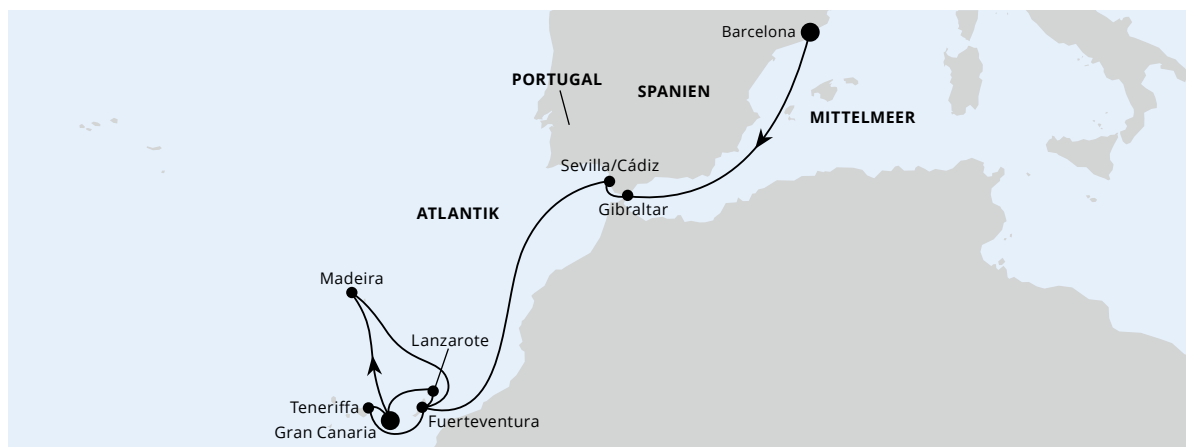 Barcelona
PORTUGAL
SPANIEN
MITTELMEER
Sevilla/Cádiz
Gibraltar
ATLANTIK
Madeira
Lanzarote
Teneriffa
Fuerteventura
Gran Canaria